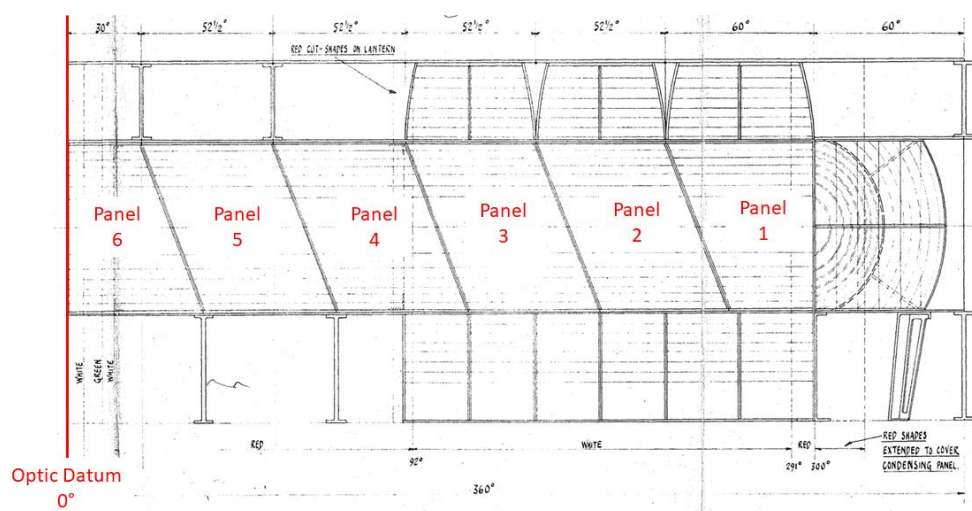 30° 52½° 52½° 52½° 52½° 60° 60°
RED CUT-SHADES ON LANTERN
Panel 6
Panel 5
Panel 4
Panel 3
Panel 2
Panel 1
WHITE
GREEN
WHITE
RED WHITE RED
RED SHADES
EXTENDED TO COVER
CONDENSING PANEL.
92° 291° 300°
Optic Datum
0°
360°